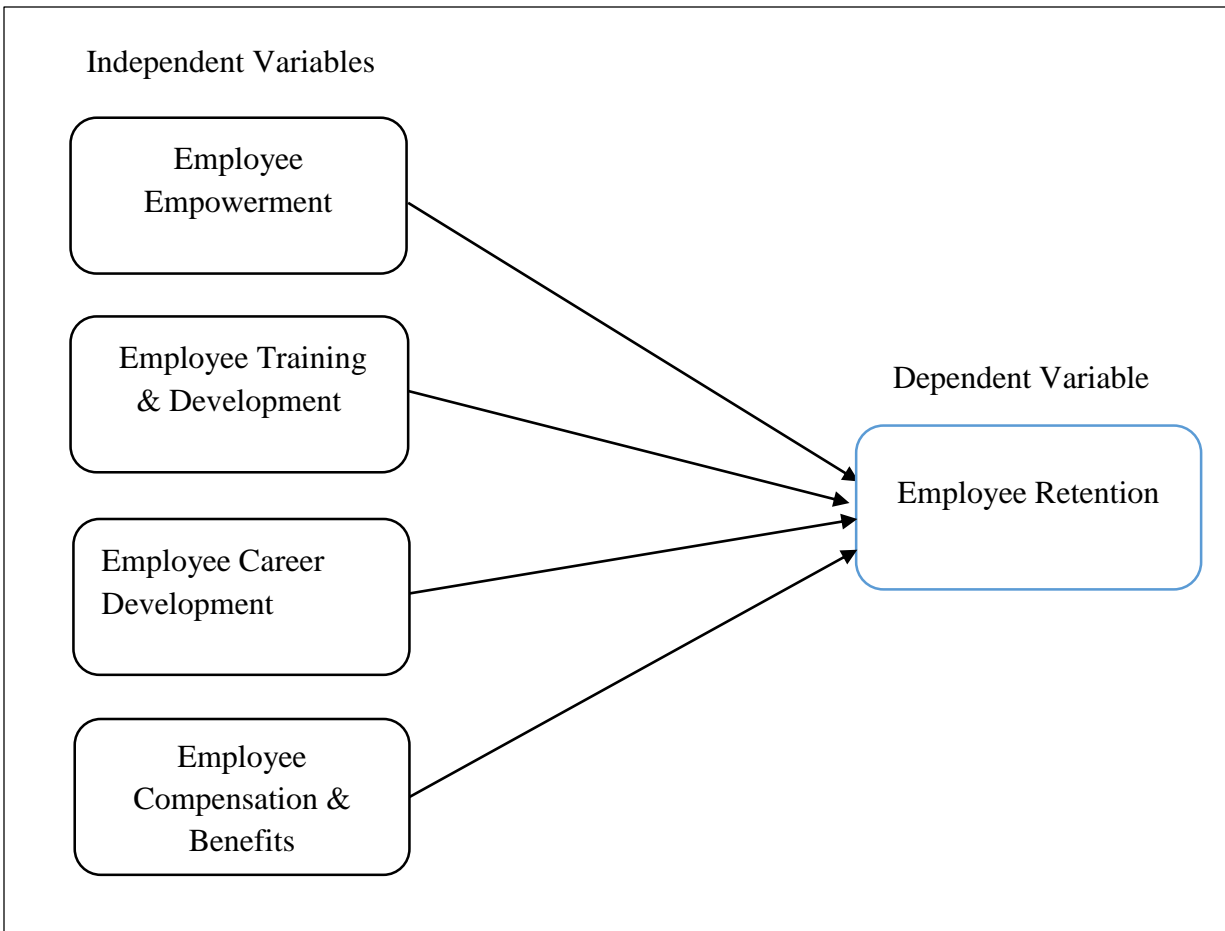 Independent Variables
Employee
Empowerment
Employee Training
& Development
Dependent Variable
Employee Retention
Employee Career
Development
Employee
Compensation &
Benefits